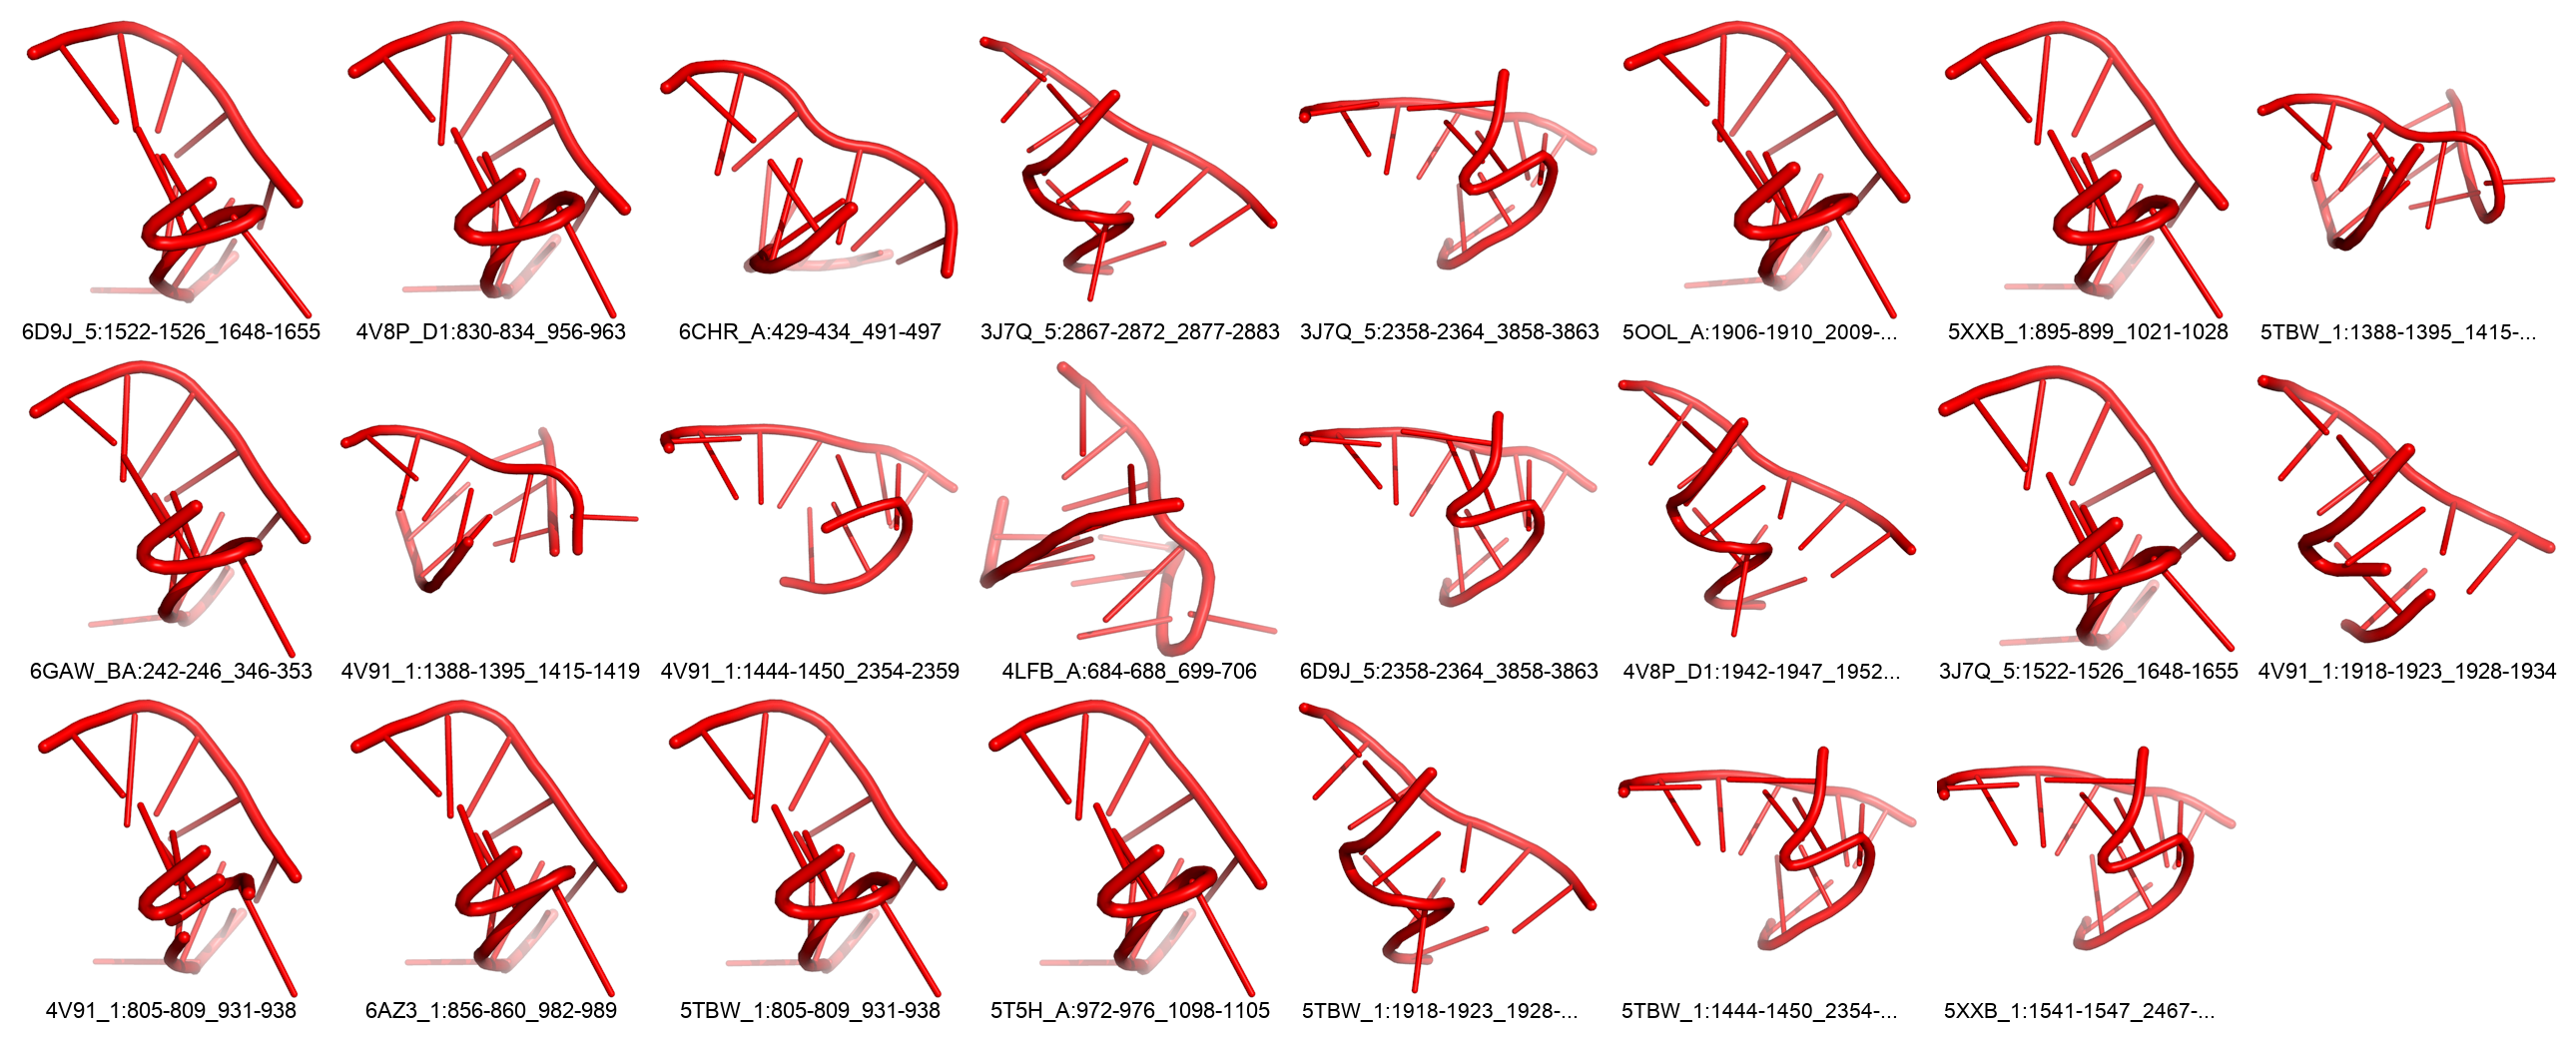 6D9J_5:1522-1526_1648-1655
4V8P_D1:830-834_956-963
6CHR_A:429-434_491-497
3J7Q_5:2867-2872_2877-2883
3J7Q_5:2358-2364_3858-3863
5OOL_A:1906-1910_2009-...
5XXB_1:895-899_1021-1028
5TBW_1:1388-1395_1415-...
6GAW_BA:242-246_346-353
4V91_1:1388-1395_1415-1419
4V91_1:1444-1450_2354-2359
4LFB_A:684-688_699-706
6D9J_5:2358-2364_3858-3863
4V8P_D1:1942-1947_1952...
3J7Q_5:1522-1526_1648-1655
4V91_1:1918-1923_1928-1934
4V91_1:805-809_931-938
6AZ3_1:856-860_982-989
5TBW_1:805-809_931-938
5T5H_A:972-976_1098-1105
5TBW_1:1918-1923_1928-...
5TBW_1:1444-1450_2354-...
5XXB_1:1541-1547_2467-...